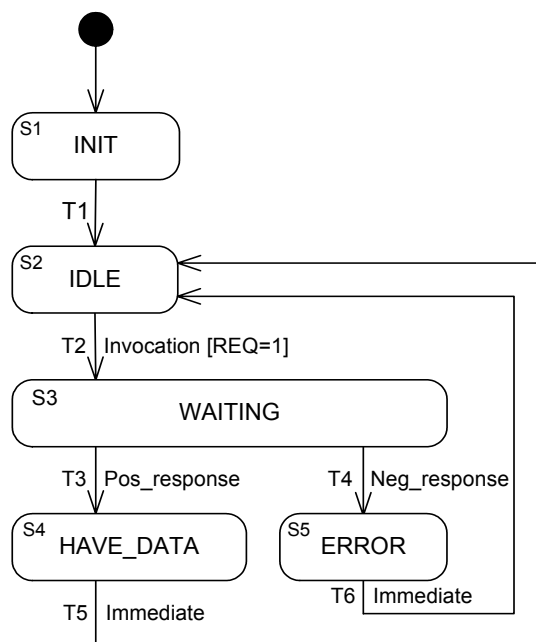 S1
INIT
T1
S2
IDLE
T2 Invocation [REQ=1]
S3
WAITING
T3 Pos_response
T4 Neg_response
S4
HAVE_DATA
S5
ERROR
T5 Immediate
T6 Immediate